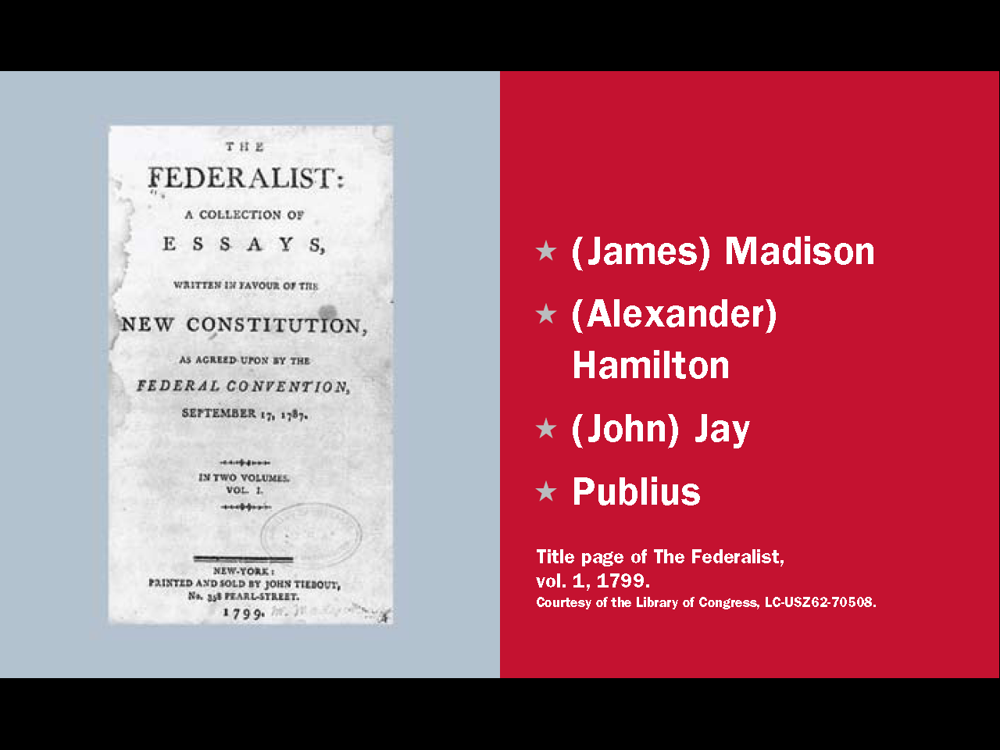 THE
FEDERALIST:
A COLLECTION OF
ESSAYS,
WRITTEN IN FAVOUR OF THE
NEW CONSTITUTION,
AS AGREED UPON BY THE
FEDERAL CONVENTION,
SEPTEMBER 17, 1787.
IN TWO VOLUMES.
VOL. I.
NEW-YORK:
PRINTED AND SOLD BY JOHN TIEBOUT,
No. 358 PEARL-STREET.
1799.
★ (James) Madison
★ (Alexander)
Hamilton
★ (John) Jay
★ Publius
Title page of The Federalist,
vol. 1, 1799.
Courtesy of the Library of Congress, LC-USZ62-70508.